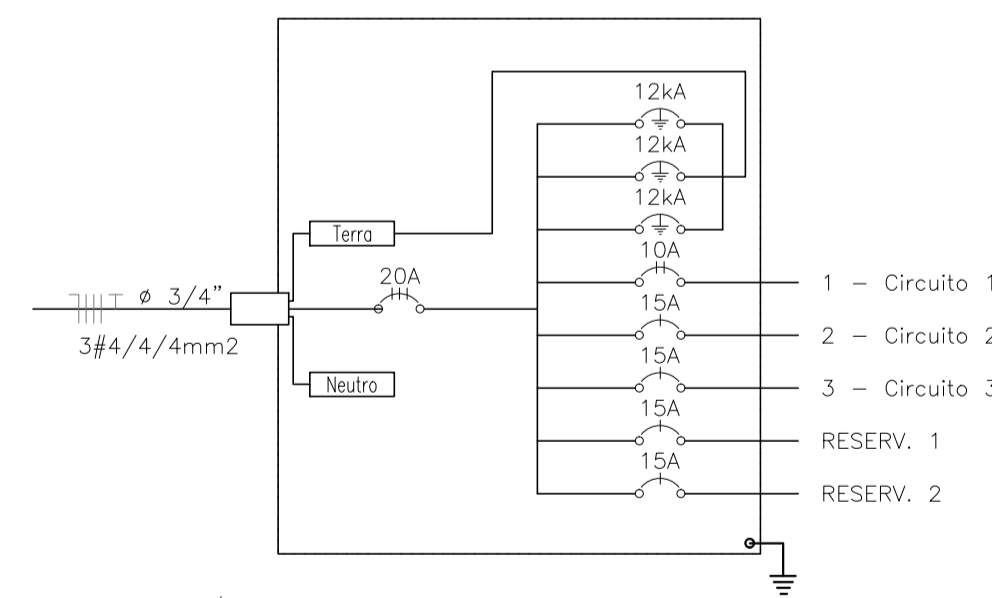 12kA
12kA
12kA
Terra
10A
20A
1 - Circuito 1
ø 3/4"
15A
3#4/4/4mm2
2 - Circuito 2
15A
Neutro
3 - Circuito 3
15A
RESERV. 1
15A
RESERV. 2